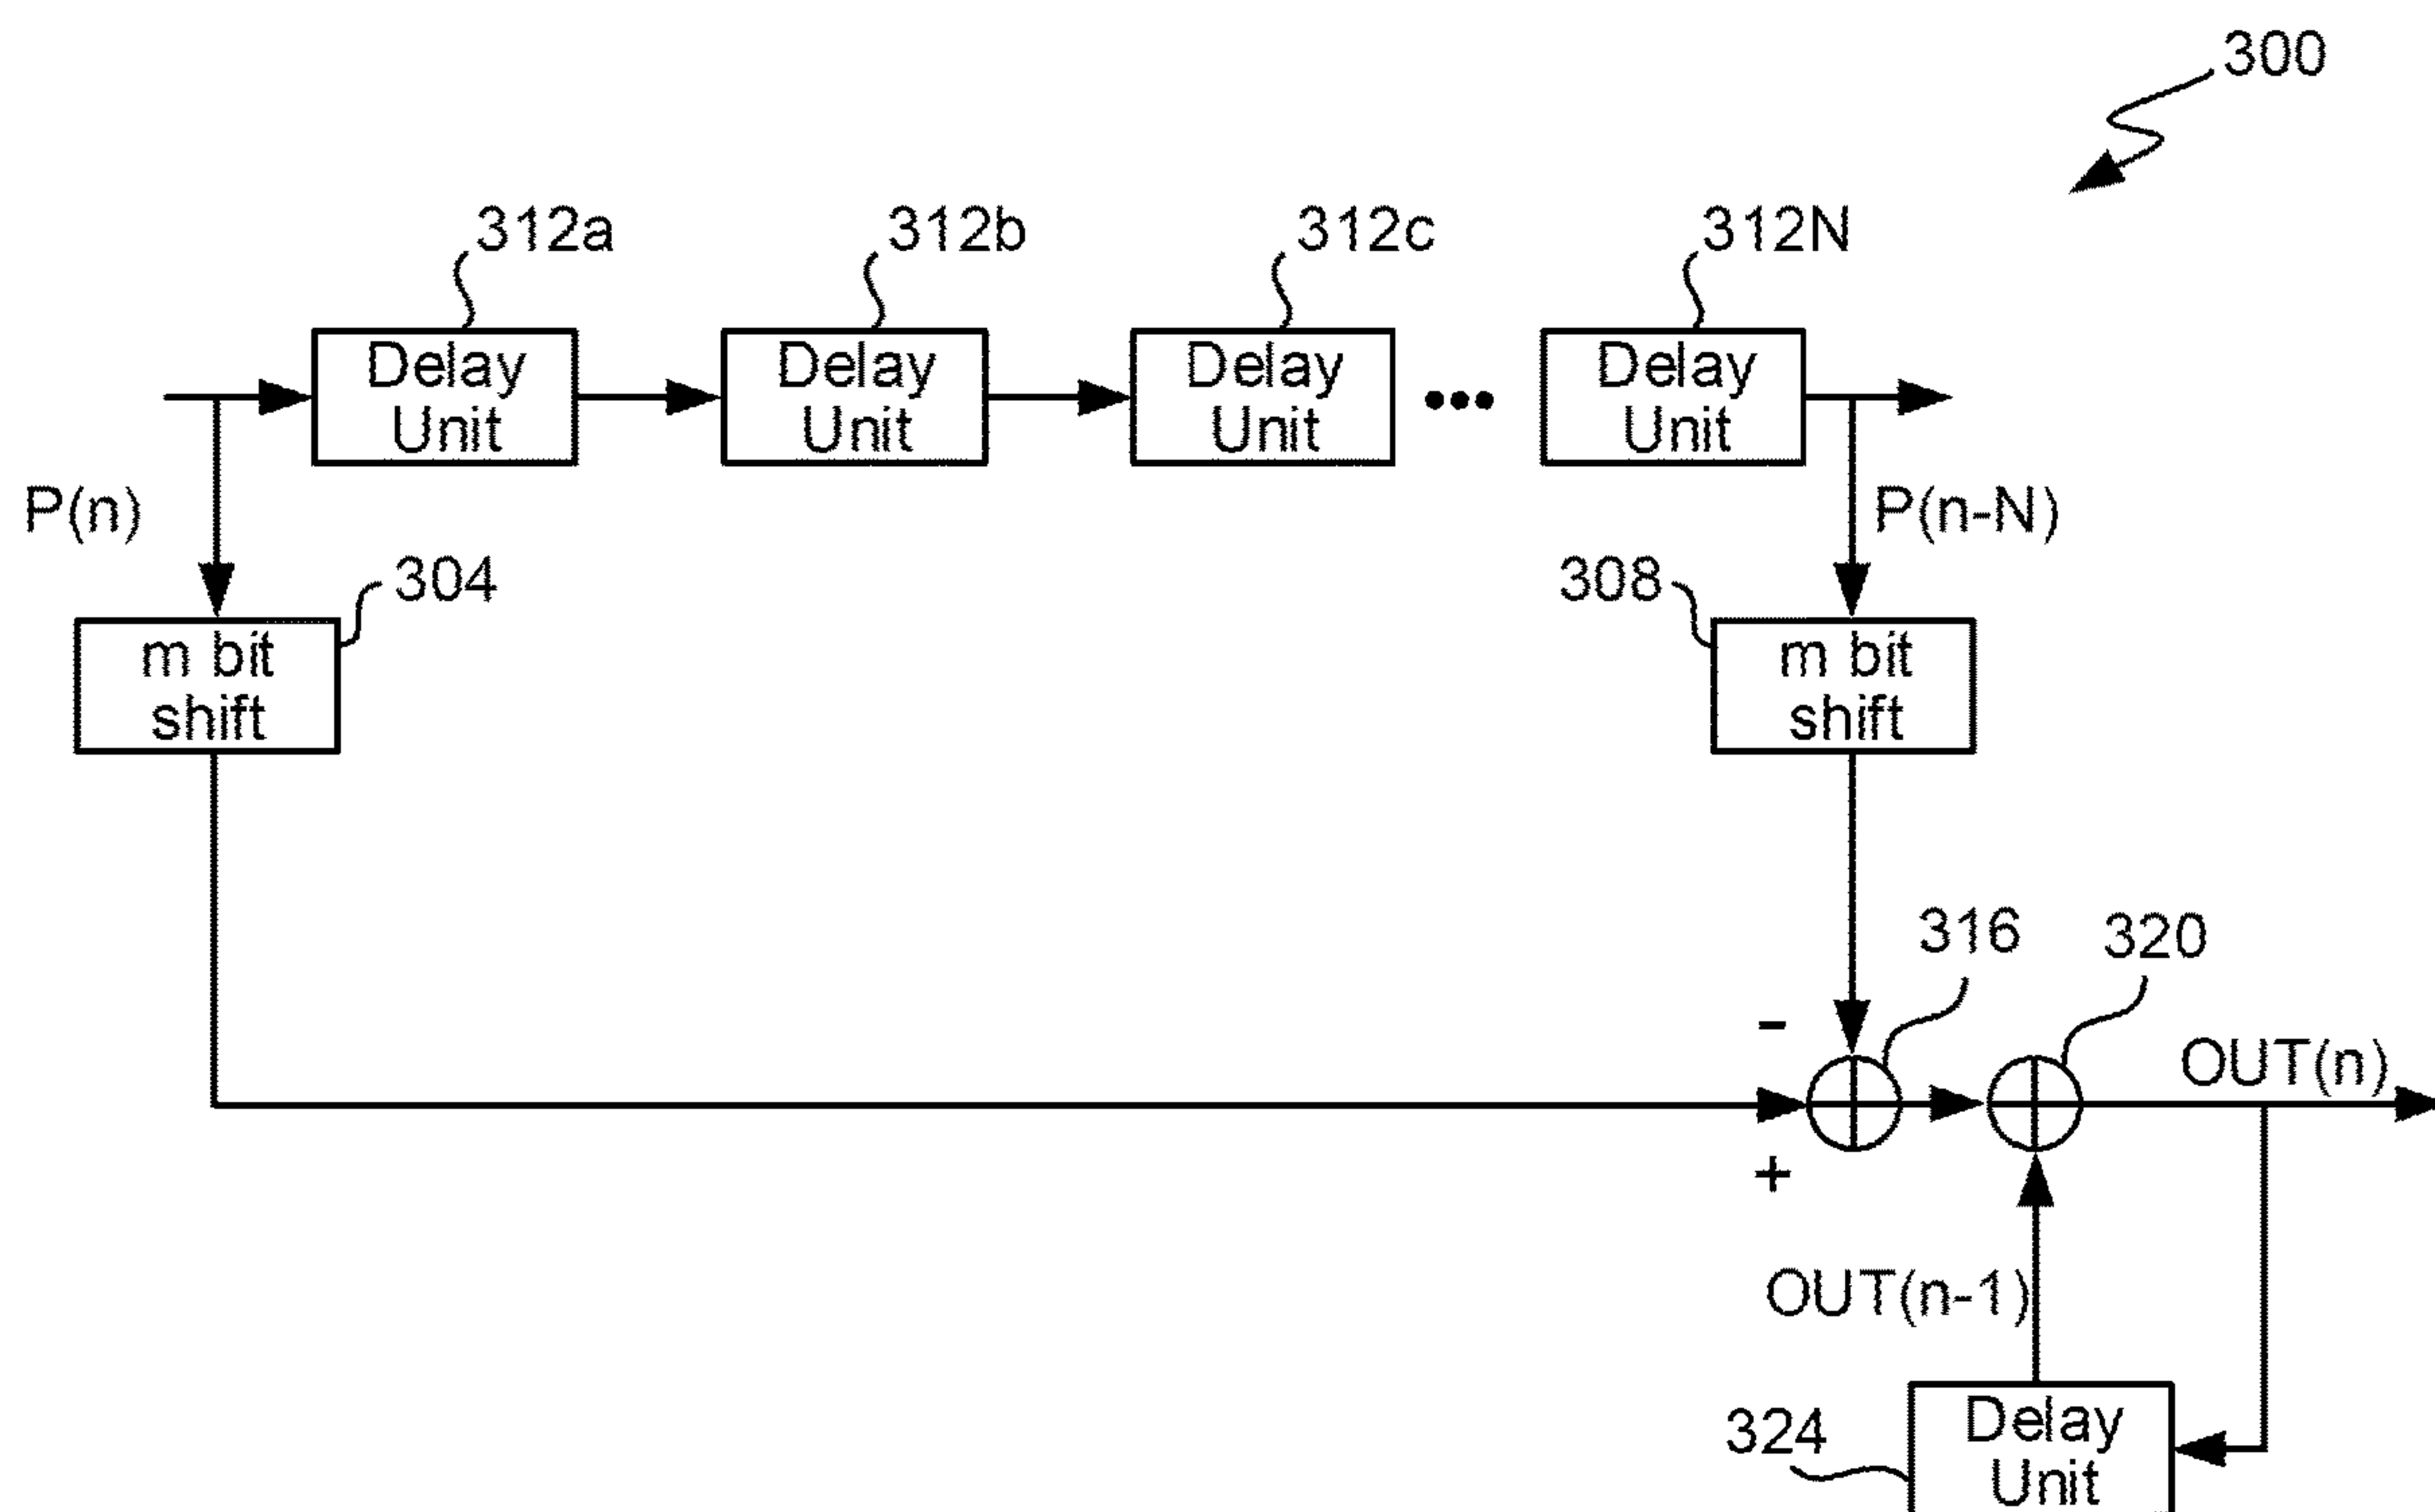 300
312a
312b
312c
312N
Delay
Unit
Delay
Unit
Delay
Unit
•••
Delay
Unit
P(n)
P(n-N)
304
308
m bit
shift
m bit
shift
316
320
-
+
OUT(n)
OUT(n-1)
324
Delay
Unit